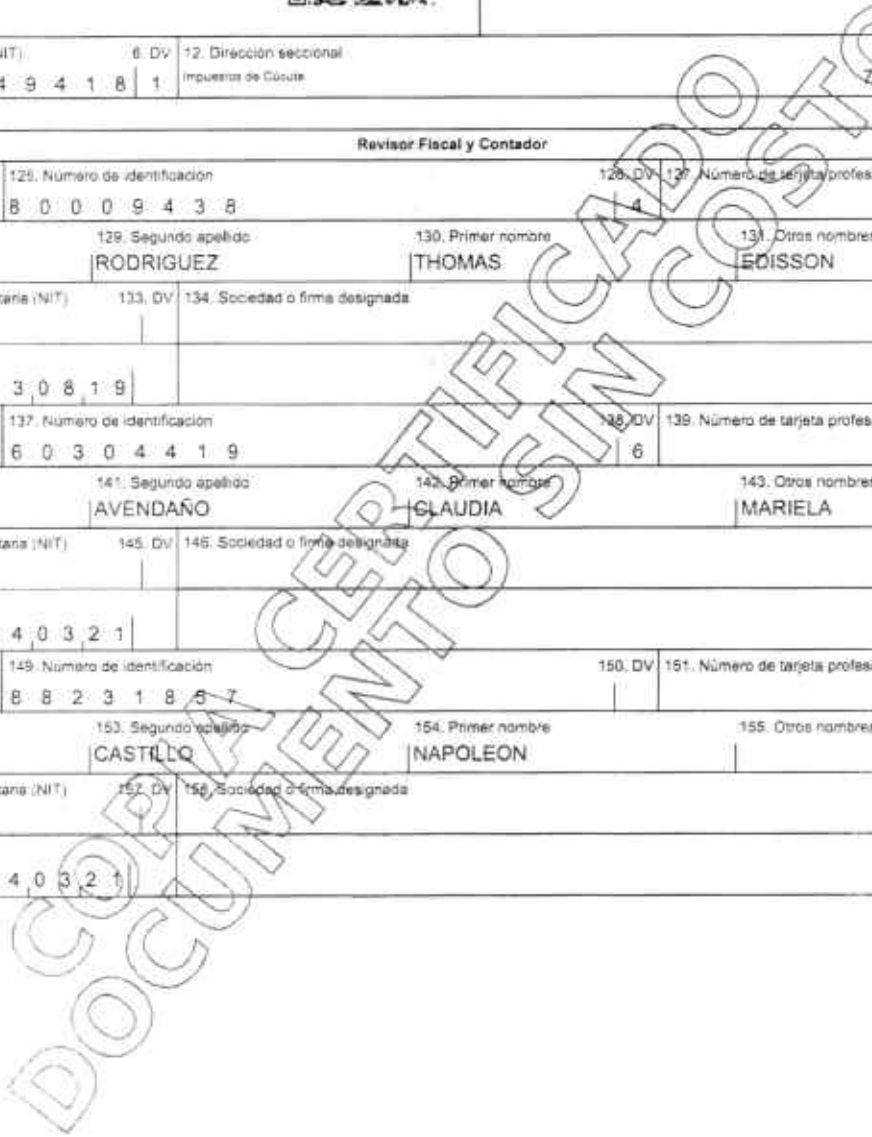 NIT) 6. DV 12. Dirección seccional
4 9 4 1 8 1 Impuestos de Cúcuta 7
Revisor Fiscal y Contador
125. Número de identificación 126. DV 127. Número de tarjeta profes
8 0 0 0 9 4 3 8 4
129. Segundo apellido 130. Primer nombre 131. Otros nombres
RODRIGUEZ THOMAS EDISSON
taria (NIT) 133. DV 134. Sociedad o firma designada
3 0 8 1 9
137. Número de identificación 138. DV 139. Número de tarjeta profes
6 0 3 0 4 4 1 9 6
141. Segundo apellido 142. Primer nombre 143. Otros nombres
AVENDAÑO CLAUDIA MARIELA
taria (NIT) 145. DV 146. Sociedad o firma designada
4 0 3 2 1
149. Número de identificación 150. DV 151. Número de tarjeta profesi
8 8 2 3 1 8 5 7
153. Segundo apellido 154. Primer nombre 155. Otros nombres
CASTILLO NAPOLEON
taria (NIT) 157. DV 158. Sociedad o firma designada
4 0 3 2 1
COPIA CERTIFICADO
DOCUMENTO SIN COSTO